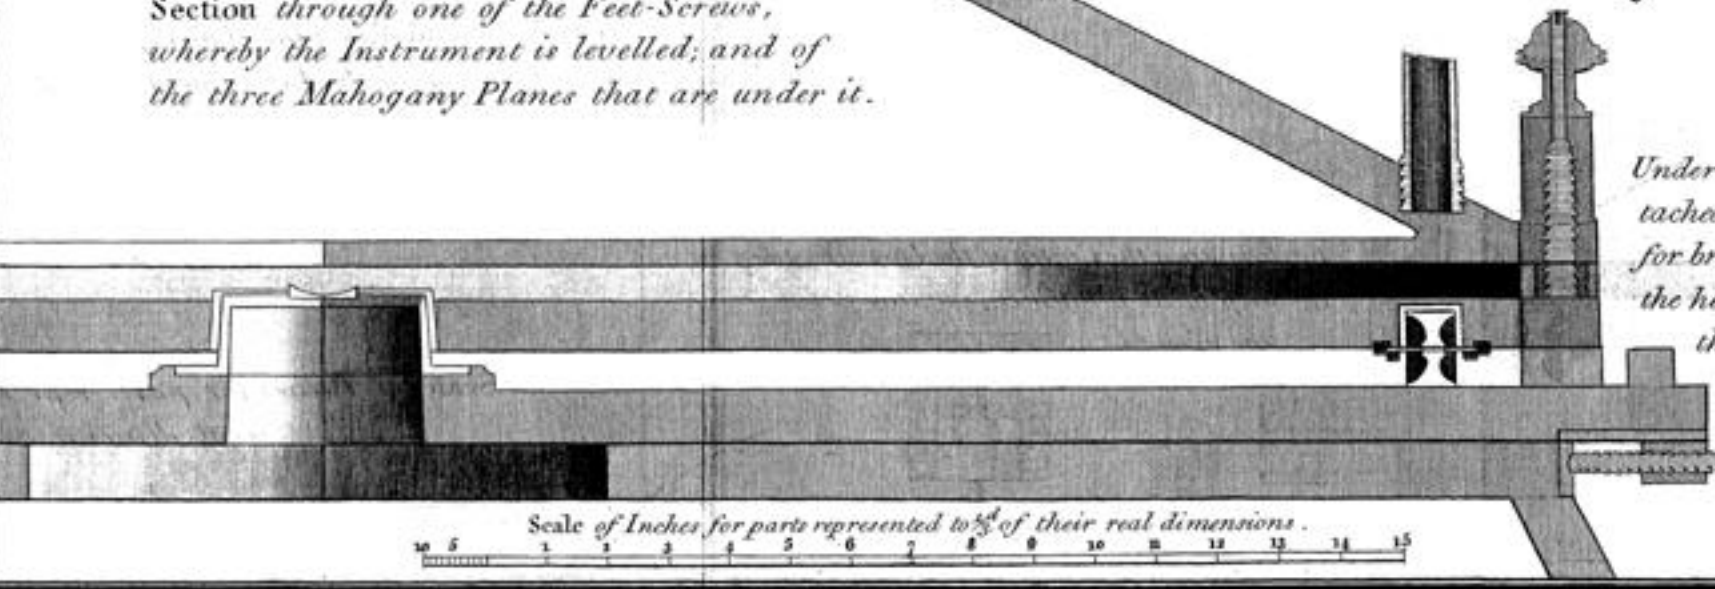 Section through one of the Feet-Screws,
whereby the Instrument is levelled; and of
the three Mahogany Planes that are under it.
Under
tache
for br
the h
th
Scale of Inches for parts represented to ⅓d of their real dimensions.
10 5 1 2 3 4 5 6 7 8 9 10 11 12 13 14 15